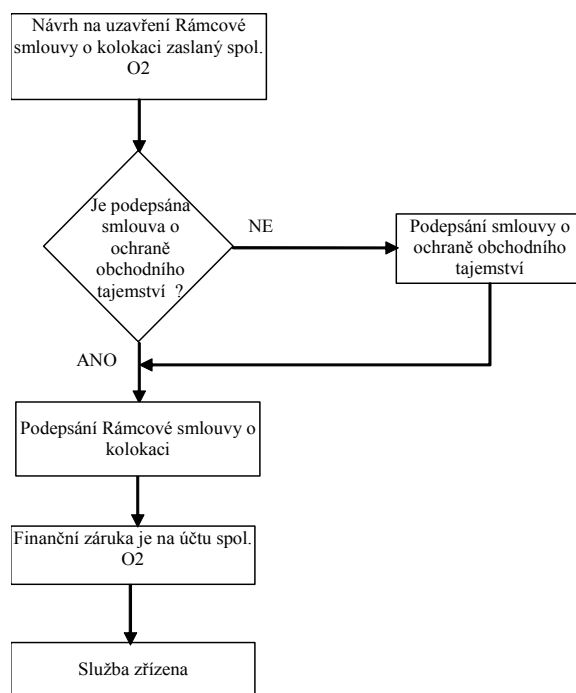 Návrh na uzavření Rámcové
smlouvy o kolokaci zaslaný spol.
O2
Je podepsána
smlouva o
ochraně
obchodního
tajemství ?
NE
Podepsání smlouvy o
ochraně obchodního
tajemství
ANO
Podepsání Rámcové smlouvy o
kolokaci
Finanční záruka je na účtu spol.
O2
Služba zřízena